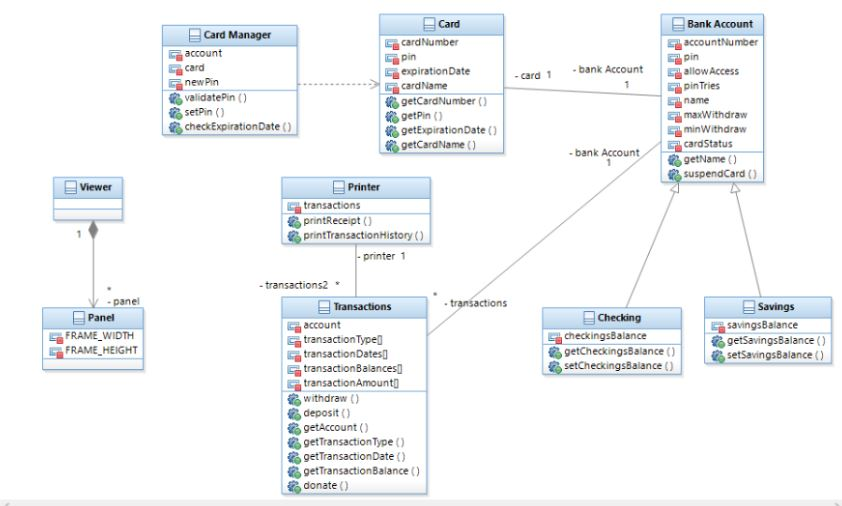 Card Manager
account
card
newPin
validatePin ( )
setPin ( )
checkExpirationDate ( )
Card
cardNumber
pin
expirationDate
cardName
getCardNumber ( )
getPin ( )
getExpirationDate ( )
getCardName ( )
- card 1
- bank Account
1
Bank Account
accountNumber
pin
allowAccess
pinTries
name
maxWithdraw
minWithdraw
cardStatus
getName ( )
suspendCard ( )
- bank Account
1
Viewer
1
*
- panel
Panel
FRAME_WIDTH
FRAME_HEIGHT
Printer
transactions
printReceipt ( )
printTransactionHistory ( )
- printer 1
- transactions2 *
* - transactions
Transactions
account
transactionType[]
transactionDates[]
transactionBalances[]
transactionAmount[]
withdraw ( )
deposit ( )
getAccount ( )
getTransactionType ( )
getTransactionDate ( )
getTransactionBalance ( )
donate ( )
Checking
checkingsBalance
getCheckingsBalance ( )
setCheckingsBalance ( )
Savings
savingsBalance
getSavingsBalance ( )
setSavingsBalance ( )